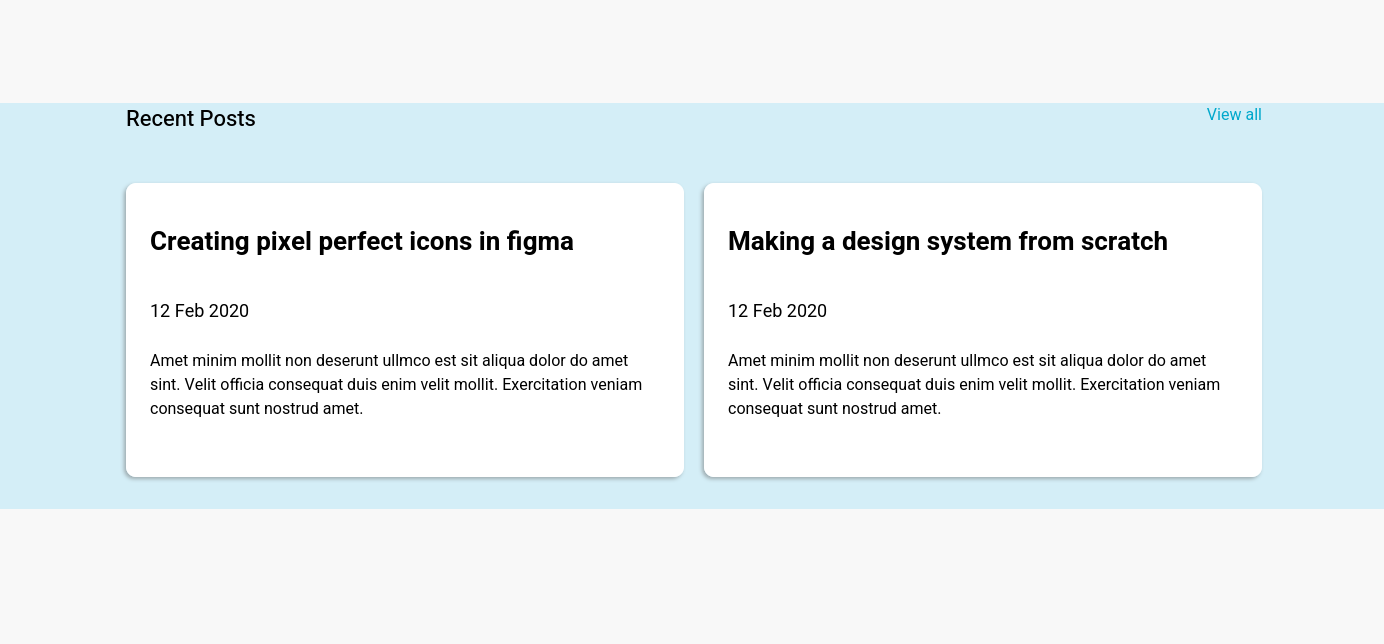 Recent Posts
View all
Creating pixel perfect icons in figma
12 Feb 2020
Amet minim mollit non deserunt ullmco est sit aliqua dolor do amet
sint. Velit officia consequat duis enim velit mollit. Exercitation veniam
consequat sunt nostrud amet.
Making a design system from scratch
12 Feb 2020
Amet minim mollit non deserunt ullmco est sit aliqua dolor do amet
sint. Velit officia consequat duis enim velit mollit. Exercitation veniam
consequat sunt nostrud amet.